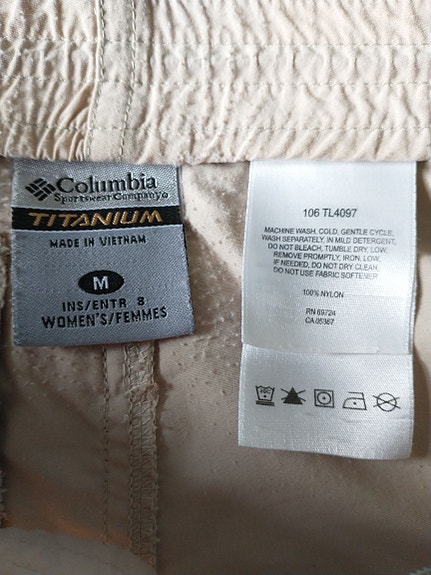 Columbia
Sportswear Company®
TITANIUM
MADE IN VIETNAM
M
INS/ENTR 8
WOMEN'S/FEMMES
106 TL4097
MACHINE WASH, COLD, GENTLE CYCLE,
WASH SEPARATELY, IN MILD DETERGENT,
DO NOT BLEACH, TUMBLE DRY, LOW,
REMOVE PROMPTLY, IRON, LOW,
IF NEEDED, DO NOT DRY CLEAN.
DO NOT USE FABRIC SOFTENER
100% NYLON
RN 69724
CA 05367